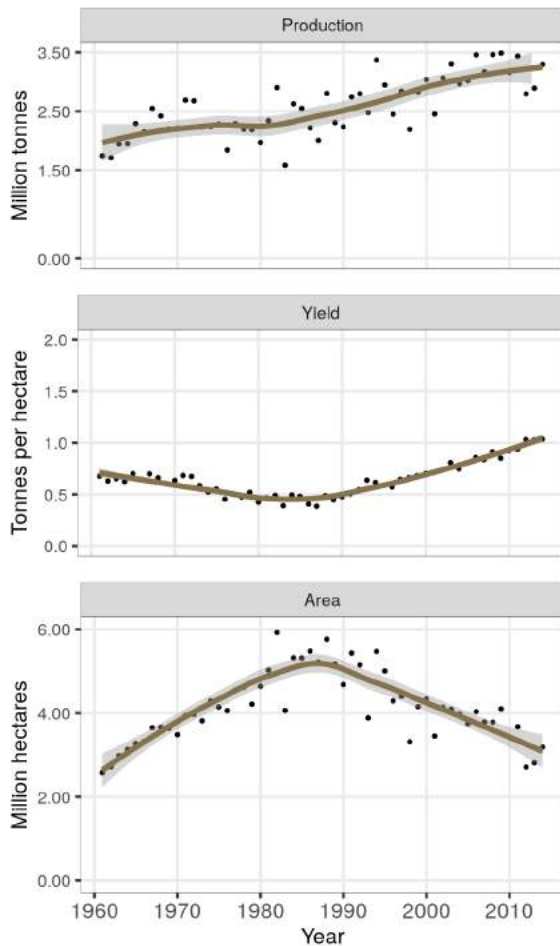 Production
3.50
2.50
1.50
0.00
Million tonnes
Yield
2.0
1.5
1.0
0.5
0.0
Tonnes per hectare
Area
6.00
4.00
2.00
0.00
Million hectares
1960 1970 1980 1990 2000 2010
Year